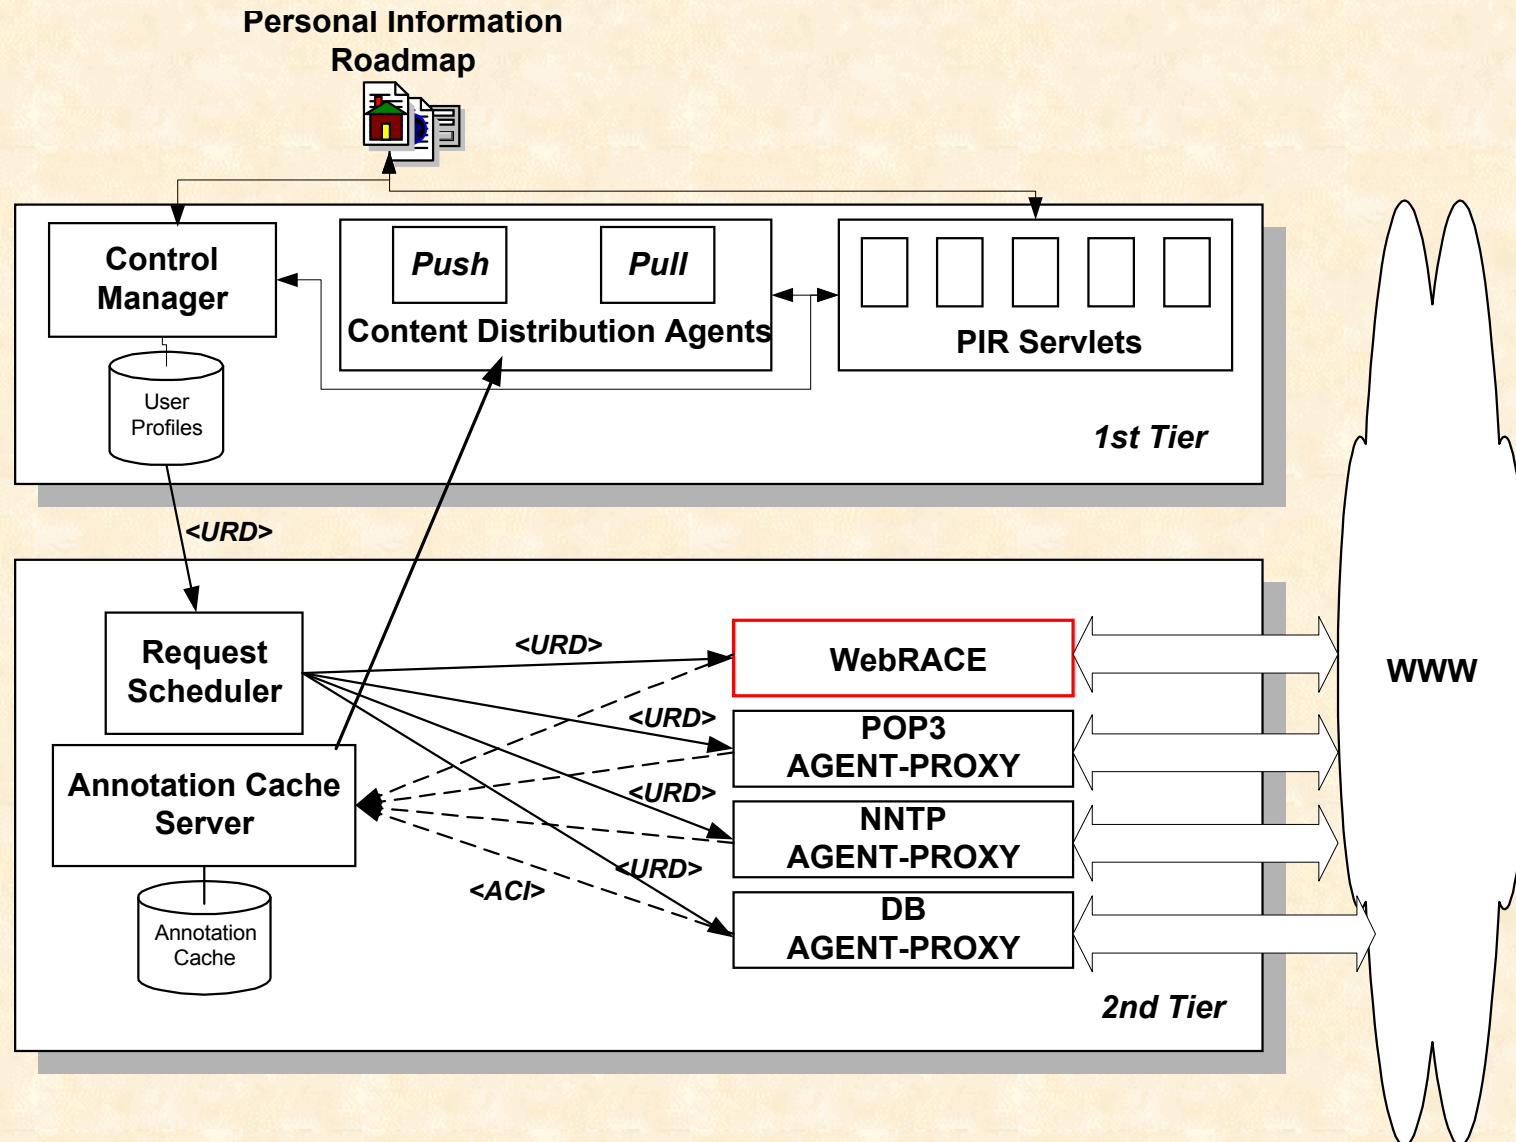 Personal Information
Roadmap
Control
Manager
Push
Pull
Content Distribution Agents
PIR Servlets
User
Profiles
1st Tier
<URD>
Request
Scheduler
<URD>
WebRACE
WWW
<URD>
POP3
AGENT-PROXY
Annotation Cache
Server
<URD>
NNTP
AGENT-PROXY
<URD>
<ACI>
DB
AGENT-PROXY
Annotation
Cache
2nd Tier